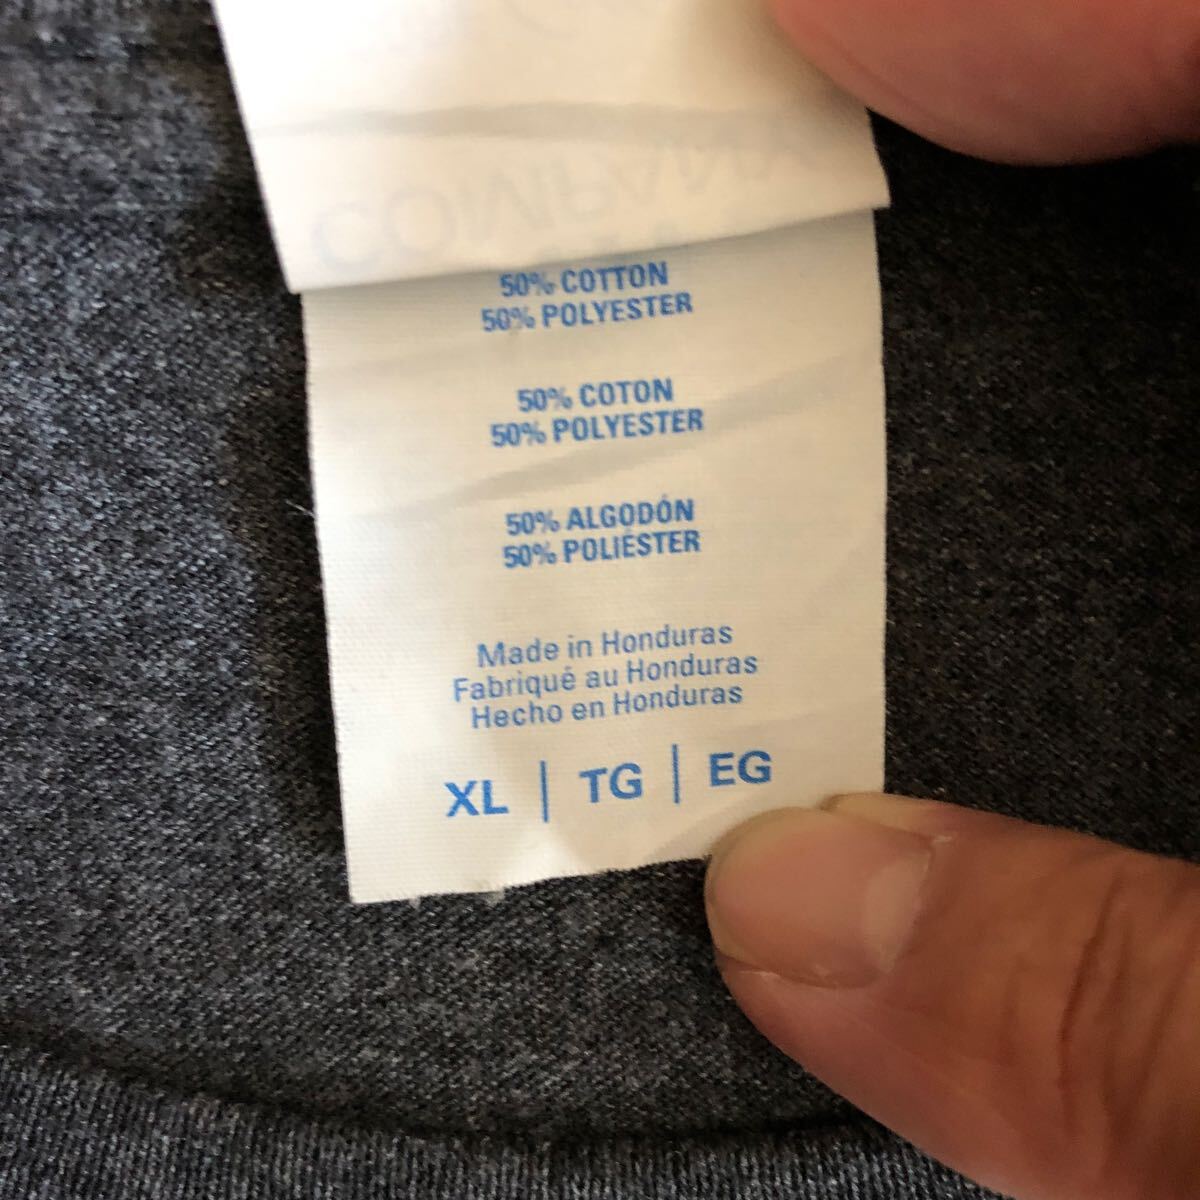 COMPANY
50% COTTON
50% POLYESTER
50% COTON
50% POLYESTER
50% ALGODÓN
50% POLIÉSTER
Made in Honduras
Fabriqué au Honduras
Hecho en Honduras
XL | TG | EG